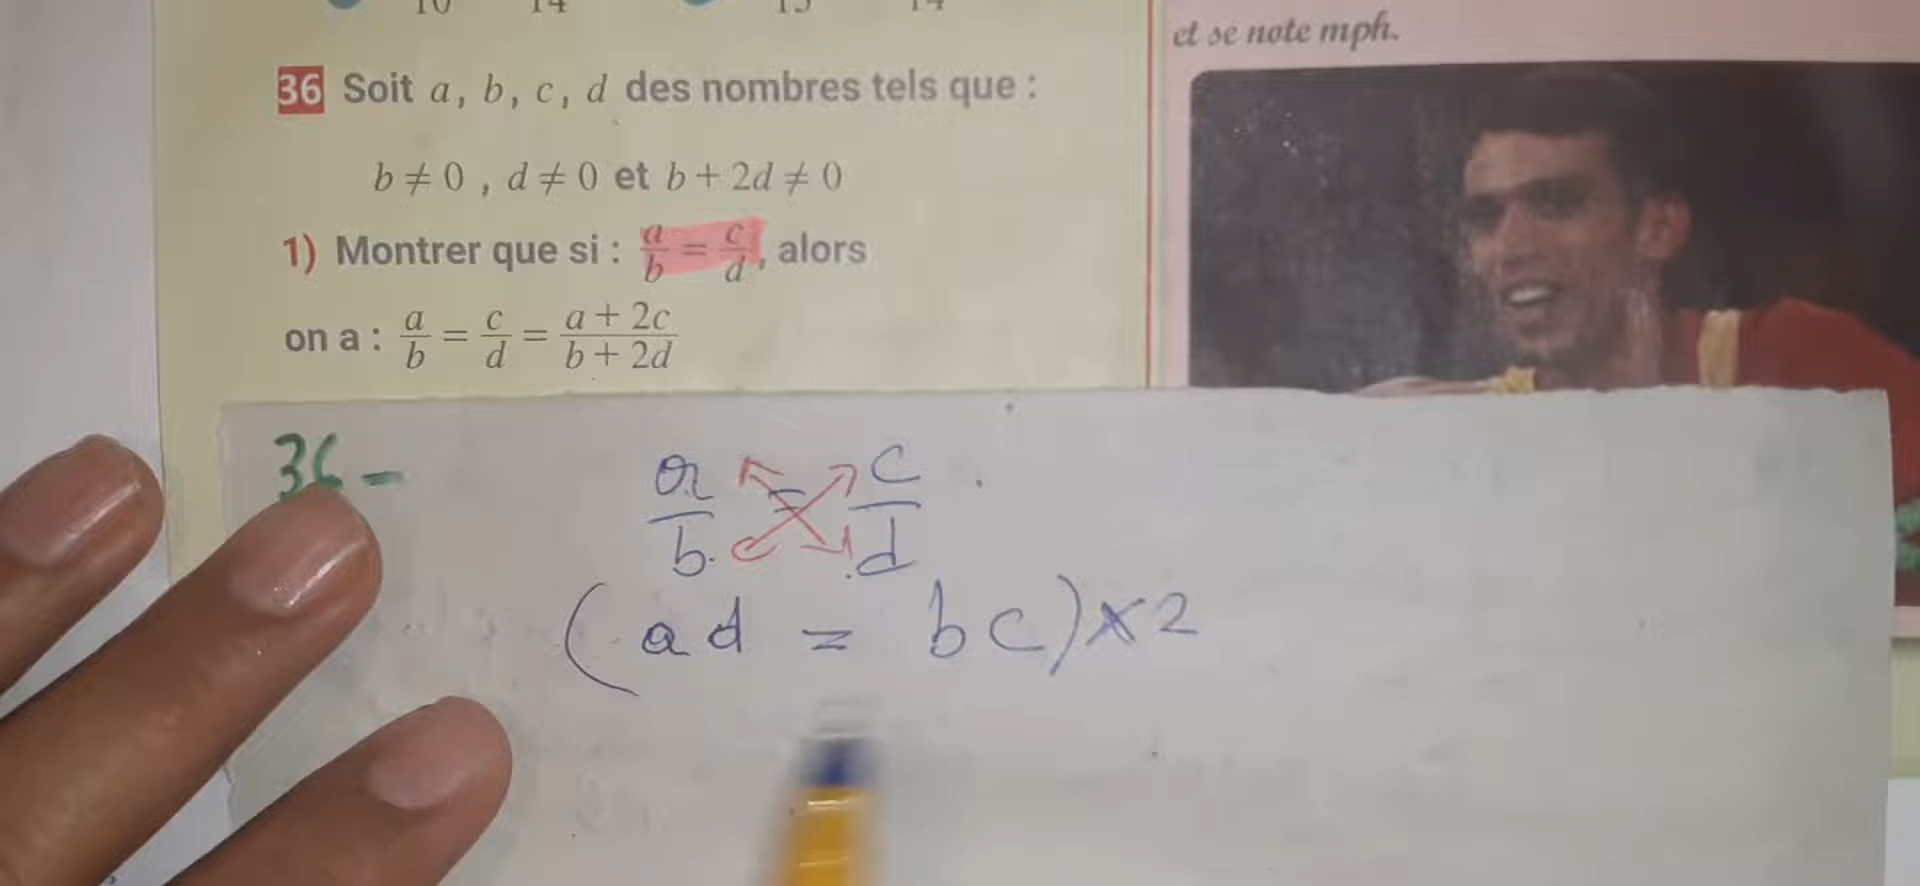 et se note mph.
36 Soit a, b, c, d des nombres tels que :
b ≠ 0 , d ≠ 0 et b + 2d ≠ 0
1) Montrer que si : a/b = c/d, alors
on a : a/b = c/d = (a + 2c)/(b + 2d)
36 -
a/b = c/d
(ad = bc) × 2